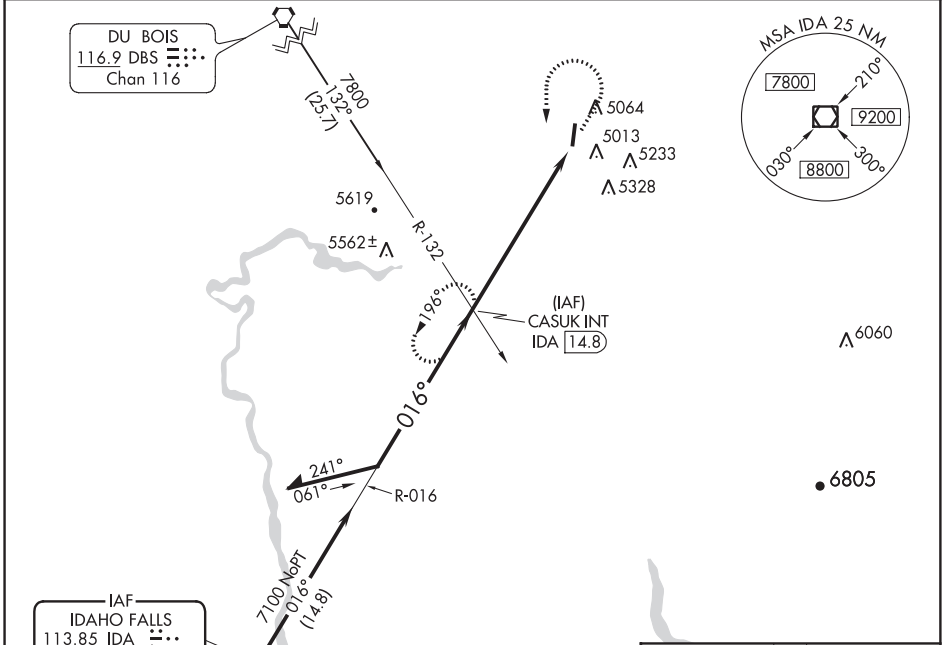 DU BOIS
116.9 DBS
Chan 116
7800
132°
(25.7)
MSA IDA 25 NM
7800
210°
9200
030°
300°
8800
5064
5013
5233
5328
5619
5562±
R-132
196°
(IAF)
CASUK INT
IDA 14.8
6060
016°
241°
061°
R-016
6805
7100 NoPT
016°
(14.8)
IAF
IDAHO FALLS
113.85 IDA